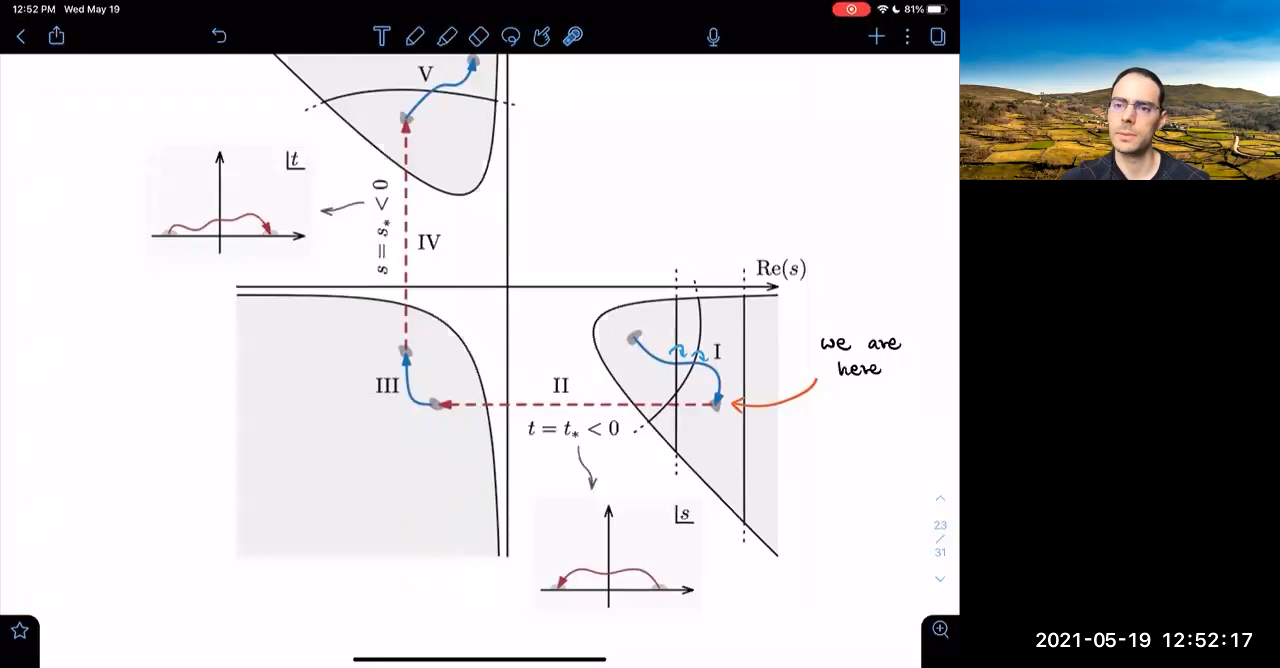 12:52 PM Wed May 19
81%
T
V
t
s = s* < 0
IV
Re(s)
I
we are
here
III
II
t = t* < 0
s
23
/
31
2021-05-19 12:52:17